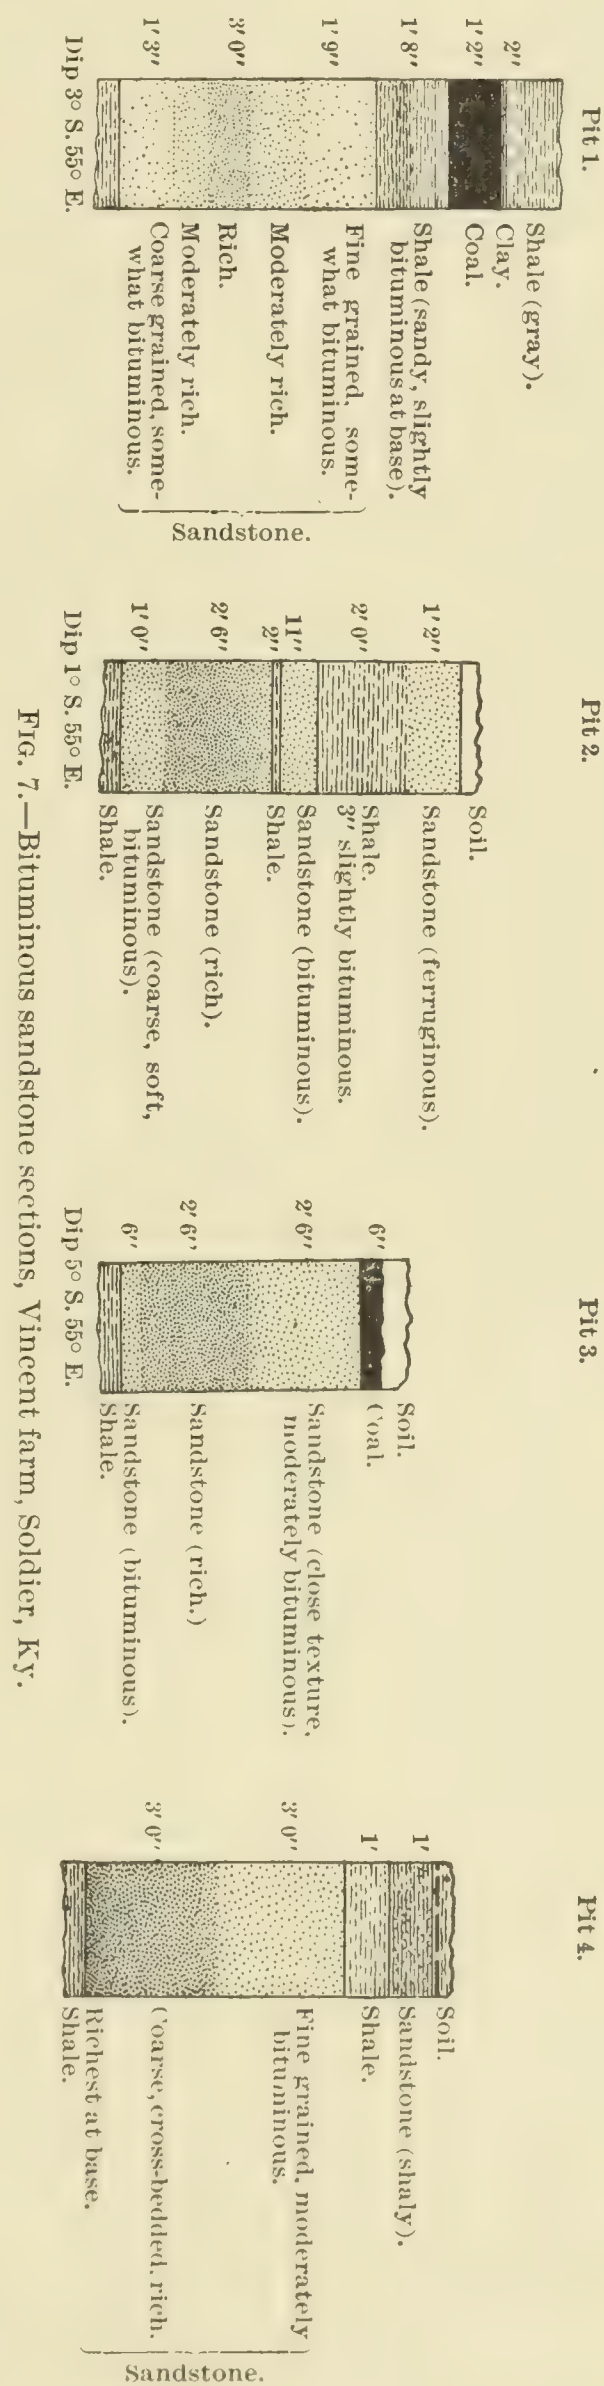 Pit 1.
2″
1′ 2″
1′ 8″
1′ 9″
3′ 0″
1′ 3″
Shale (gray).
Clay.
Coal.
Shale (sandy, slightly
bituminous at base).
Fine grained, some-
what bituminous.
Moderately rich.
Rich.
Moderately rich.
Coarse grained, some-
what bituminous.
Sandstone.
Dip 3° S. 55° E.
Pit 2.
1′ 2″
2′ 0″
11″
2″
2′ 6″
1′ 0″
Soil.
Sandstone (ferruginous).
Shale.
3″ slightly bituminous.
Sandstone (bituminous).
Shale.
Sandstone (rich).
Sandstone (coarse, soft,
bituminous).
Shale.
Dip 1° S. 55° E.
Pit 3.
6″
2′ 6″
2′ 6″
6″
Soil.
Coal.
Sandstone (close texture,
moderately bituminous).
Sandstone (rich.)
Sandstone (bituminous).
Shale.
Dip 5° S. 55° E.
Pit 4.
1′
1′
3′ 0″
3′ 0″
Soil.
Sandstone (shaly).
Shale.
Fine grained, moderately
bituminous.
Coarse, cross-bedded, rich.
Richest at base.
Shale.
Sandstone.
FIG. 7.—Bituminous sandstone sections, Vincent farm, Soldier, Ky.